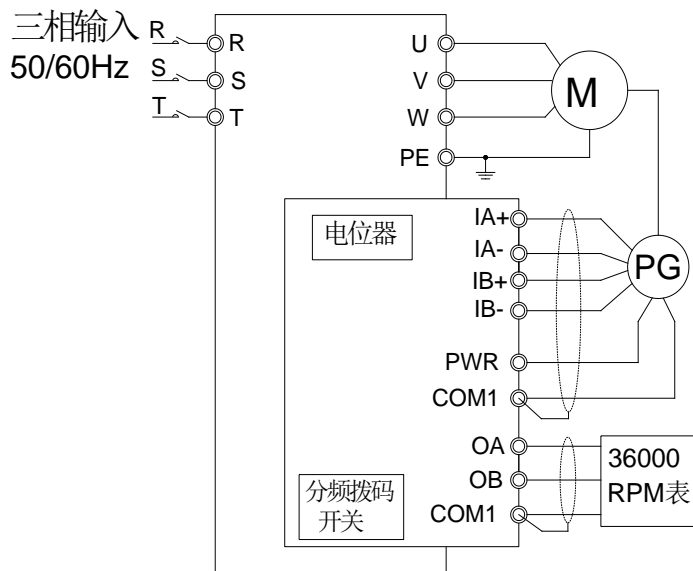 三相输入
50/60Hz
R
S
T
R
S
T
U
V
W
PE
M
PG
电位器
IA+
IA-
IB+
IB-
PWR
COM1
OA
OB
COM1
分频拨码
开关
36000
RPM表